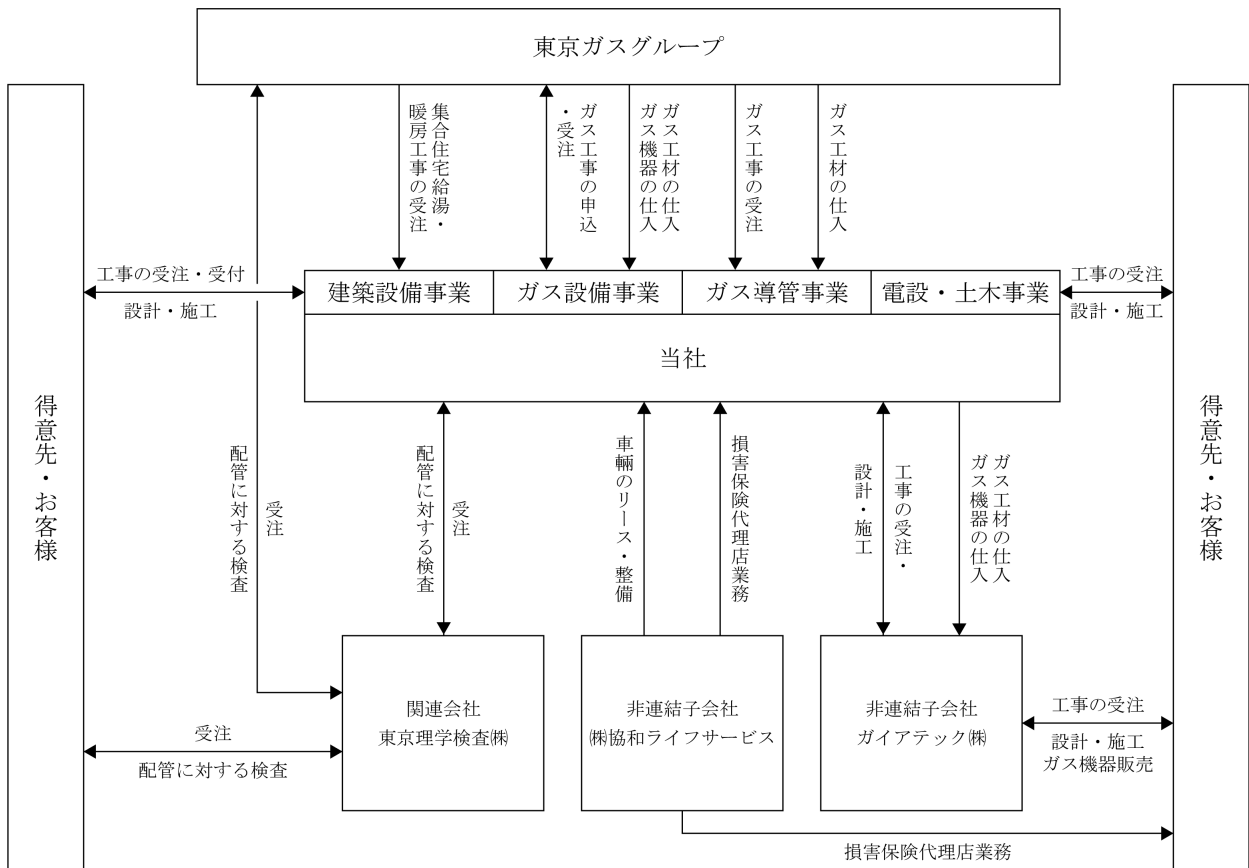 東京ガスグループ
集合住宅給湯・
暖房工事の受注
ガス工事の申込
・受注
ガス工材の仕入
ガス機器の仕入
ガス工事の受注
ガス工材の仕入
工事の受注・受付
設計・施工
建築設備事業
ガス設備事業
ガス導管事業
電設・土木事業
当社
工事の受注
設計・施工
得意先・お客様
得意先・お客様
受注
配管に対する検査
受注
配管に対する検査
車輛のリース・整備
損害保険代理店業務
工事の受注・
設計・施工
ガス工材の仕入
ガス機器の仕入
関連会社
東京理学検査㈱
非連結子会社
㈱協和ライフサービス
非連結子会社
ガイアテック㈱
受注
配管に対する検査
工事の受注
設計・施工
ガス機器販売
損害保険代理店業務